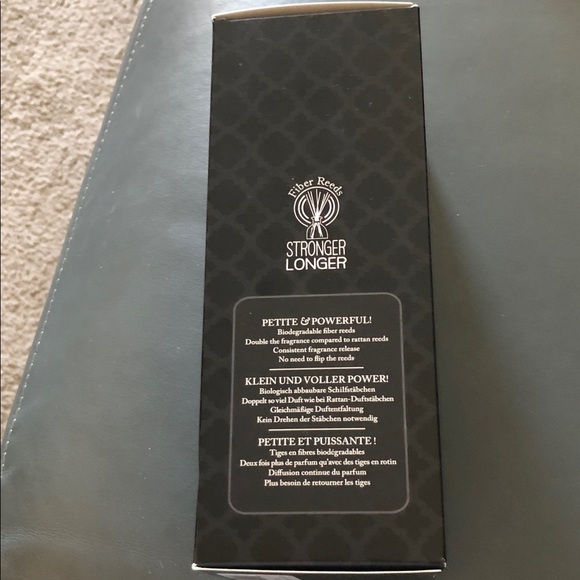 Fiber Reeds
STRONGER
LONGER
PETITE & POWERFUL!
Biodegradable fiber reeds
Double the fragrance compared to rattan reeds
Consistent fragrance release
No need to flip the reeds
KLEIN UND VOLLER POWER!
Biologisch abbaubare Schilfstäbchen
Doppelt so viel Duft wie bei Rattan-Duftstäbchen
Gleichmäßige Duftentfaltung
Kein Drehen der Stäbchen notwendig
PETITE ET PUISSANTE !
Tiges en fibres biodégradables
Deux fois plus de parfum qu'avec des tiges en rotin
Diffusion continue du parfum
Plus besoin de retourner les tiges